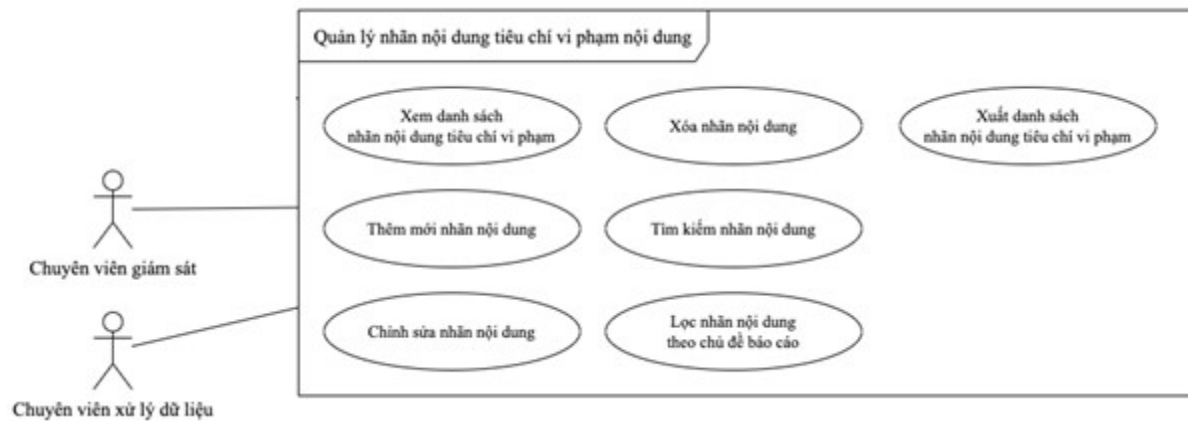 Quản lý nhãn nội dung tiêu chí vi phạm nội dung
Xem danh sách
nhãn nội dung tiêu chí vi phạm
Xóa nhãn nội dung
Xuất danh sách
nhãn nội dung tiêu chí vi phạm
Thêm mới nhãn nội dung
Tìm kiếm nhãn nội dung
Chuyên viên giám sát
Chỉnh sửa nhãn nội dung
Lọc nhãn nội dung
theo chủ đề báo cáo
Chuyên viên xử lý dữ liệu